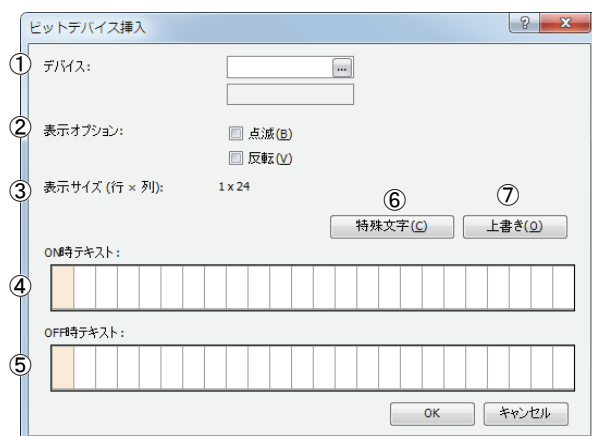 ビットデバイス挿入
?
X
① デバイス:
...
② 表示オプション: 点滅(B)
反転(V)
③ 表示サイズ (行 × 列): 1 x 24
⑥ ⑦
特殊文字(C) 上書き(O)
ON時テキスト:
④
OFF時テキスト:
⑤
OK キャンセル